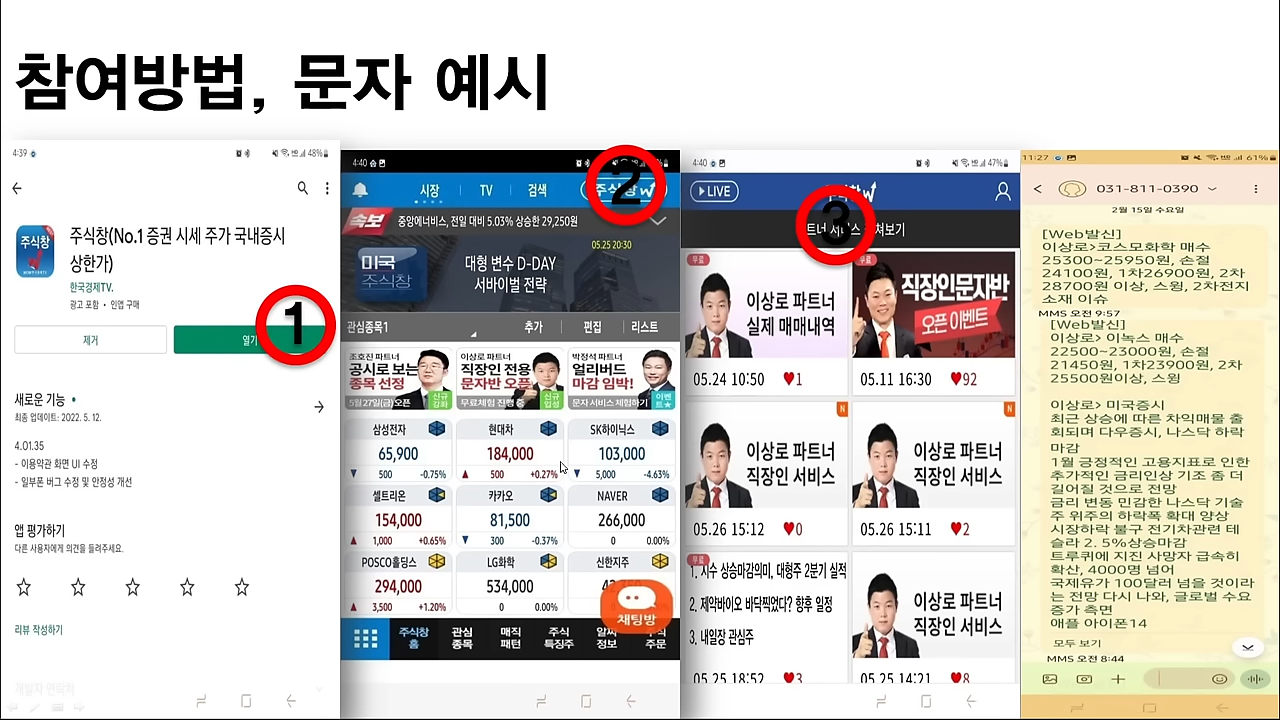 참여방법, 문자 예시
4:39
48%
주식창
주식창(No.1 증권 시세 주가 국내증시
상한가)
한국경제TV.
광고 포함 • 인앱 구매
제거
열기
1
새로운 기능 •
최종 업데이트: 2022. 5. 12.
4.01.35
- 이용약관 화면 UI 수정
- 일부폰 버그 수정 및 안정성 개선
앱 평가하기
다른 사용자에게 의견을 들려주세요.
리뷰 작성하기
개발자 연락처
4:40
시장
TV
검색
주식창
2
속보
중앙에너비스, 전일 대비 5.03% 상승한 29,250원
05.25 20:30
미국
주식창
대형 변수 D-DAY
서바이벌 전략
관심종목1
추가
편집
리스트
조호진 파트너
공시로 보는
종목 선정
5월27일(금)오픈
신규
강좌
이상로 파트너
직장인 전용
문자반 오픈
무료체험 진행 중
신규
입성
박정석 파트너
얼리버드
마감 임박!
문자 서비스 체험하기
이벤
트★
삼성전자
현대차
SK하이닉스
65,900
184,000
103,000
500 -0.75%
500 +0.27%
5,000 -4.63%
셀트리온
카카오
NAVER
154,000
81,500
266,000
1,000 +0.65%
300 -0.37%
0 0.00%
POSCO홀딩스
LG화학
신한지주
294,000
534,000
3,500 +1.20%
0 0.00%
0.00%
채팅방
주식창
홈
관심
종목
매직
패턴
주식
특징주
알짜
정보
주문
4:40
47%
LIVE
3
무료
이상로 파트너
실제 매매내역
05.24 10:50 ♥1
무료
직장인문자반
오픈 이벤트
05.11 16:30 ♥92
이상로 파트너
직장인 서비스
05.26 15:12 ♥0
N
이상로 파트너
직장인 서비스
05.26 15:11 ♥2
N
무료
1. 지수 상승마감의미, 대형주 2분기 실적
2. 제약바이오 바닥찍었다? 향후 일정
3. 내일장 관심주
05.25 18:52 ♥3
이상로 파트너
직장인 서비스
05.25 14:21 ♥8
11:27
61%
031-811-0390
2월 15일 수요일
[Web발신]
이상로>코스모화학 매수
25300~25950원, 손절
24100원, 1차26900원, 2차
28700원 이상, 스윙, 2차전지
소재 이슈
MMS 오전 9:57
[Web발신]
이상로> 이녹스 매수
22500~23000원, 손절
21450원, 1차23900원, 2차
25500원이상, 스윙
이상로> 미국증시
최근 상승에 따른 차익매물 출
회되며 다우증시, 나스닥 하락
마감
1월 긍정적인 고용지표로 인한
추가적인 금리인상 기조 좀 더
길어질 것으로 전망
금리 변동 민감한 나스닥 기술
주 위주의 하락폭 확대 양상
시장하락 불구 전기차관련 테
슬라 2. 5%상승마감
트루퀴에 지진 사망자 급속히
확산, 4000명 넘어
국제유가 100달러 넘을 것이라
는 전망 다시 나와, 글로벌 수요
증가 측면
애플 아이폰14
모두 보기
MMS 오전 8:44